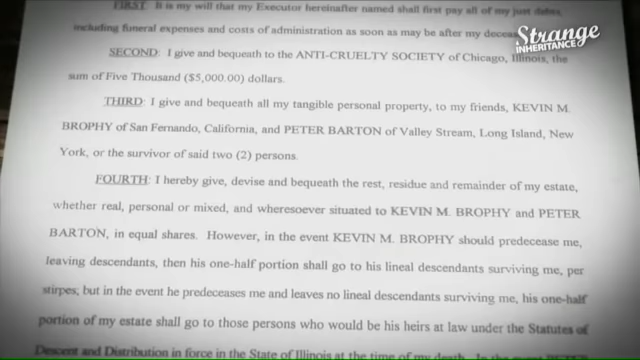 FIRST: It is my will that my Executor hereinafter named shall first pay all of my just debts,
including funeral expenses and costs of administration as soon as may be after my
Strange
INHERITANCE
SECOND: I give and bequeath to the ANTI-CRUELTY SOCIETY of Chicago, Illinois, the
sum of Five Thousand ($5,000.00) dollars.
THIRD: I give and bequeath all my tangible personal property, to my friends, KEVIN M.
BROPHY of San Fernando, California, and PETER BARTON of Valley Stream, Long Island, New
York, or the survivor of said two (2) persons.
FOURTH: I hereby give, devise and bequeath the rest, residue and remainder of my estate,
whether real, personal or mixed, and wheresoever situated to KEVIN M. BROPHY and PETER
BARTON, in equal shares. However, in the event KEVIN M. BROPHY should predecease me,
leaving descendants, then his one-half portion shall go to his lineal descendants surviving me, per
stirpes; but in the event he predeceases me and leaves no lineal descendants surviving me, his one-half
portion of my estate shall go to those persons who would be his heirs at law under the Statutes of
Descent and Distribution in force in the State of Illinois at the time of my death.